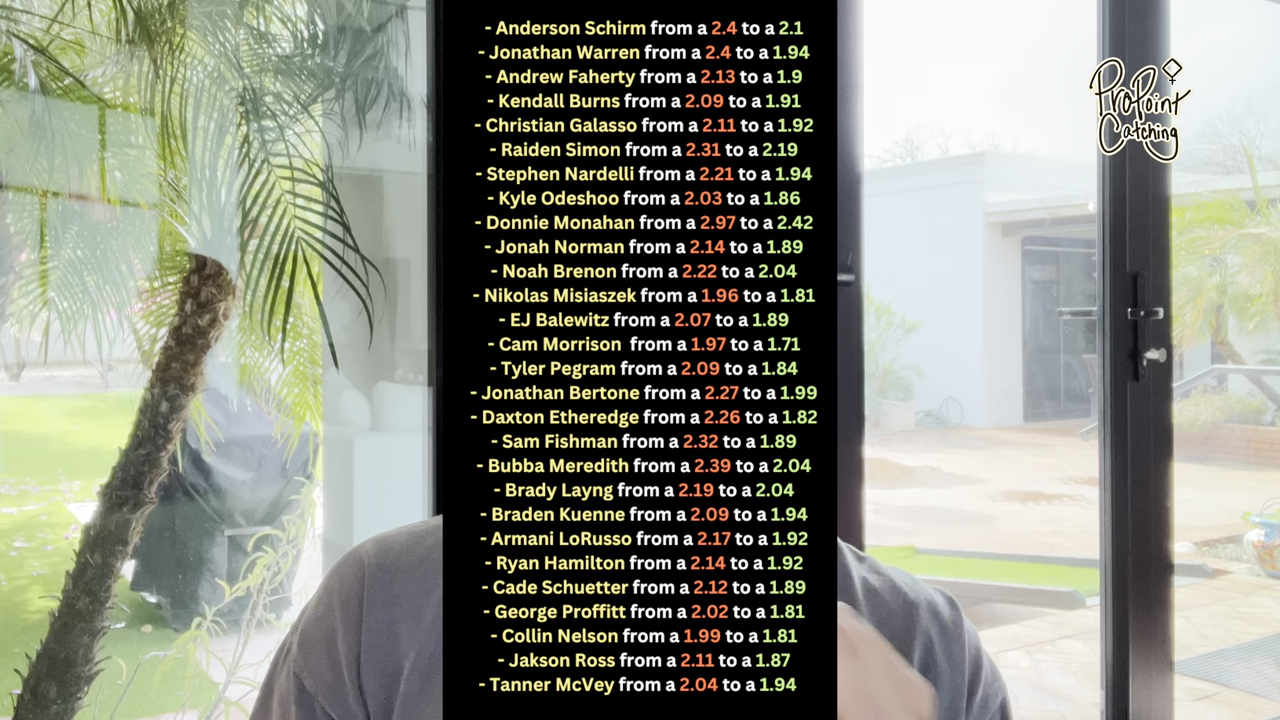 - Anderson Schirm from a 2.4 to a 2.1
- Jonathan Warren from a 2.4 to a 1.94
- Andrew Faherty from a 2.13 to a 1.9
- Kendall Burns from a 2.09 to a 1.91
- Christian Galasso from a 2.11 to a 1.92
- Raiden Simon from a 2.31 to a 2.19
- Stephen Nardelli from a 2.21 to a 1.94
- Kyle Odeshoo from a 2.03 to a 1.86
- Donnie Monahan from a 2.97 to a 2.42
- Jonah Norman from a 2.14 to a 1.89
- Noah Brenon from a 2.22 to a 2.04
- Nikolas Misiaszek from a 1.96 to a 1.81
- EJ Balewitz from a 2.07 to a 1.89
- Cam Morrison from a 1.97 to a 1.71
- Tyler Pegram from a 2.09 to a 1.84
- Jonathan Bertone from a 2.27 to a 1.99
- Daxton Etheredge from a 2.26 to a 1.82
- Sam Fishman from a 2.32 to a 1.89
- Bubba Meredith from a 2.39 to a 2.04
- Brady Layng from a 2.19 to a 2.04
- Braden Kuenne from a 2.09 to a 1.94
- Armani LoRusso from a 2.17 to a 1.92
- Ryan Hamilton from a 2.14 to a 1.92
- Cade Schuetter from a 2.12 to a 1.89
- George Proffitt from a 2.02 to a 1.81
- Collin Nelson from a 1.99 to a 1.81
- Jakson Ross from a 2.11 to a 1.87
- Tanner McVey from a 2.04 to a 1.94
ProPoint
Catching